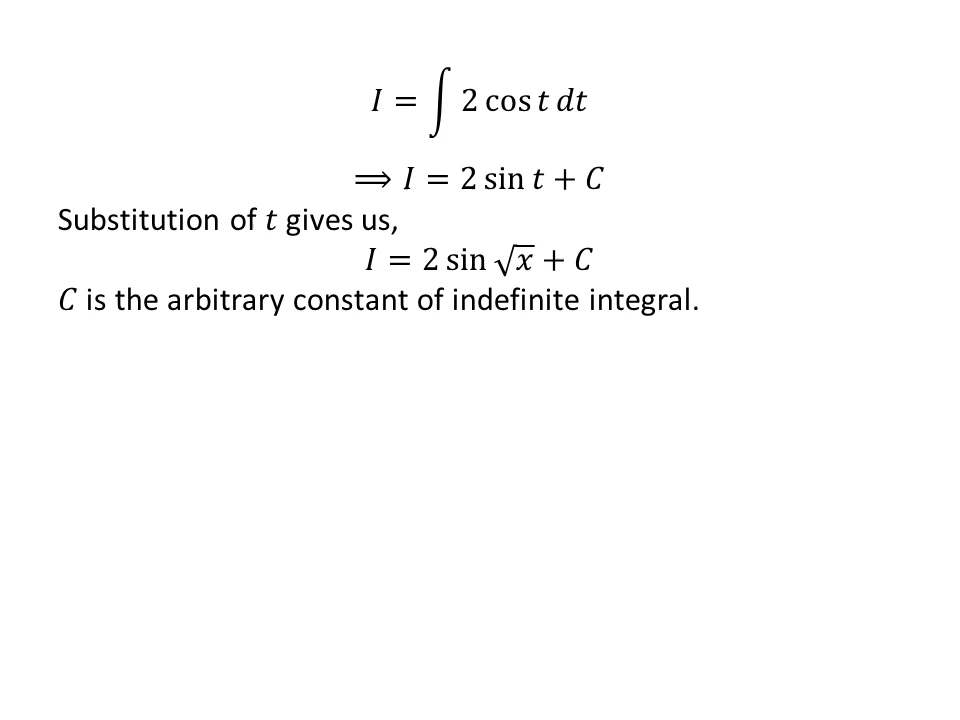 𝐼 = ∫ 2 cos 𝑡 𝑑𝑡
⟹ 𝐼 = 2 sin 𝑡 + 𝐶
Substitution of 𝑡 gives us,
𝐼 = 2 sin √𝑥 + 𝐶
𝐶 is the arbitrary constant of indefinite integral.